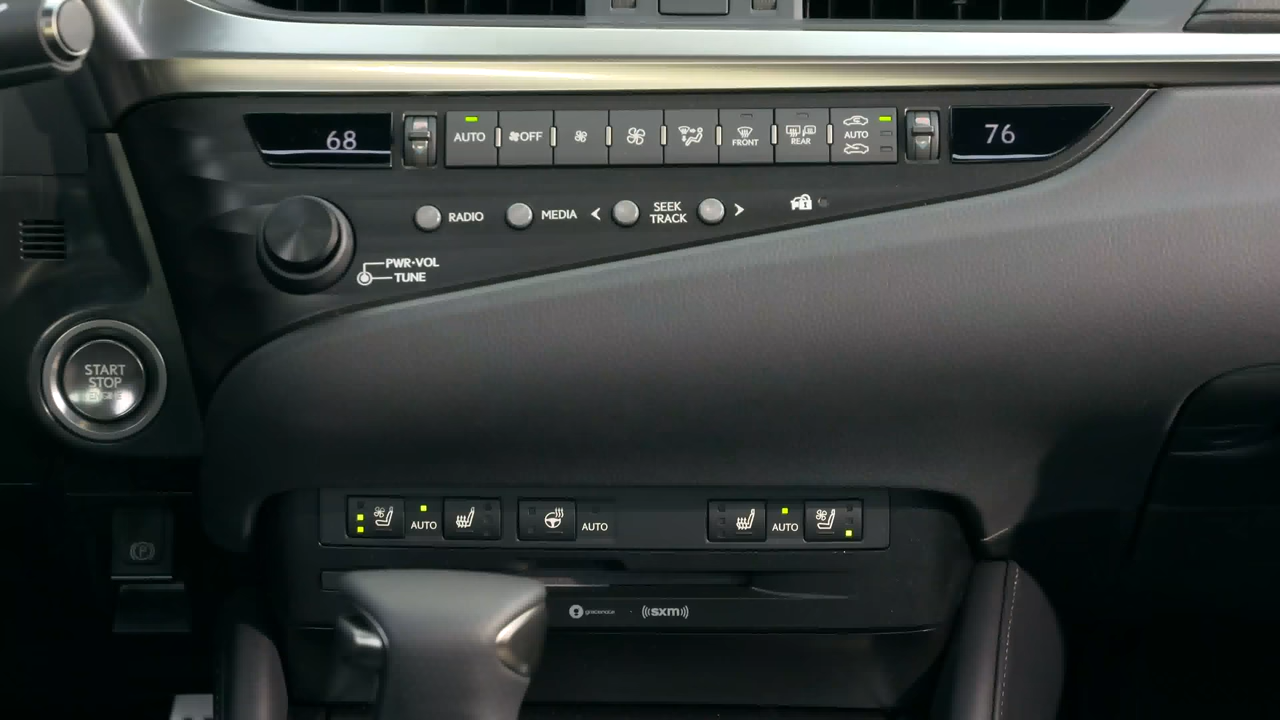 68
AUTO
OFF
FRONT
REAR
AUTO
76
RADIO
MEDIA
SEEK
TRACK
PWR·VOL
TUNE
START
STOP
AUTO
AUTO
AUTO
P
gracenote
((sxm))